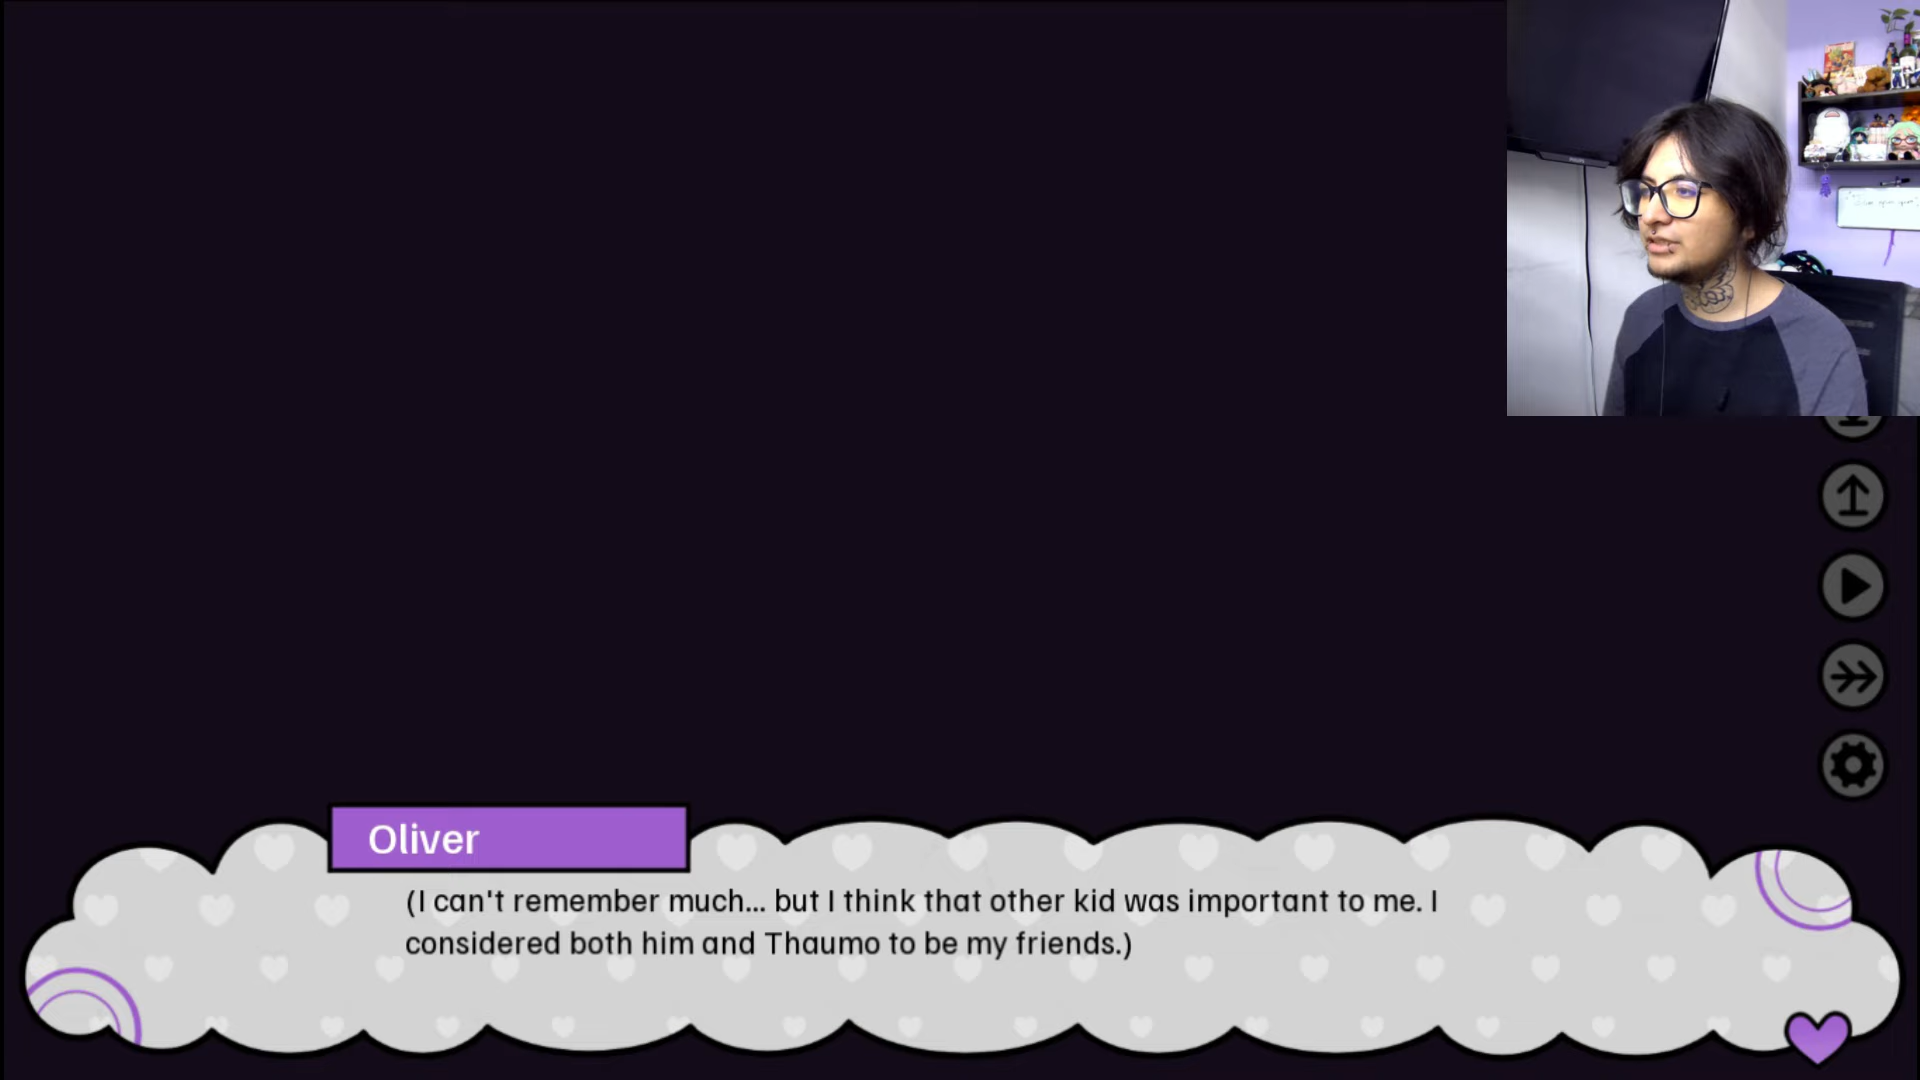 Oliver
(I can't remember much... but I think that other kid was important to me. I
considered both him and Thaumo to be my friends.)